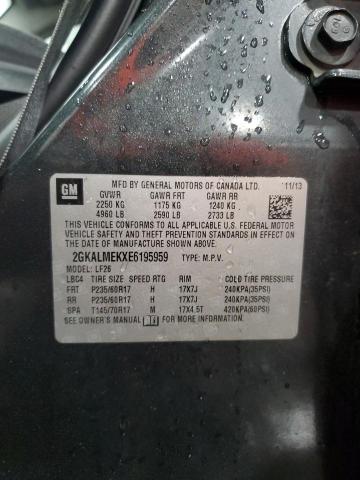 GM
MFD BY GENERAL MOTORS OF CANADA LTD. 11/13
GVWR GAWR FRT GAWR RR
2250 KG 1175 KG 1240 KG
4960 LB 2590 LB 2733 LB
THIS VEHICLE CONFORMS TO ALL APPLICABLE U.S. FEDERAL MOTOR
VEHICLE SAFETY, BUMPER, AND THEFT PREVENTION STANDARDS IN
EFFECT ON THE DATE OF MANUFACTURE SHOWN ABOVE.
2GKALMEKXE6195959 TYPE: M.P.V.
MODEL: LF26
LBC4 TIRE SIZE SPEED RTG RIM COLD TIRE PRESSURE
FRT P235/60R17 H 17X7J 240KPA(35PSI)
RR P235/60R17 H 17X7J 240KPA(35PSI)
SPA T145/70R17 M 17X4.5T 420KPA(60PSI)
SEE OWNER'S MANUAL FOR MORE INFORMATION.